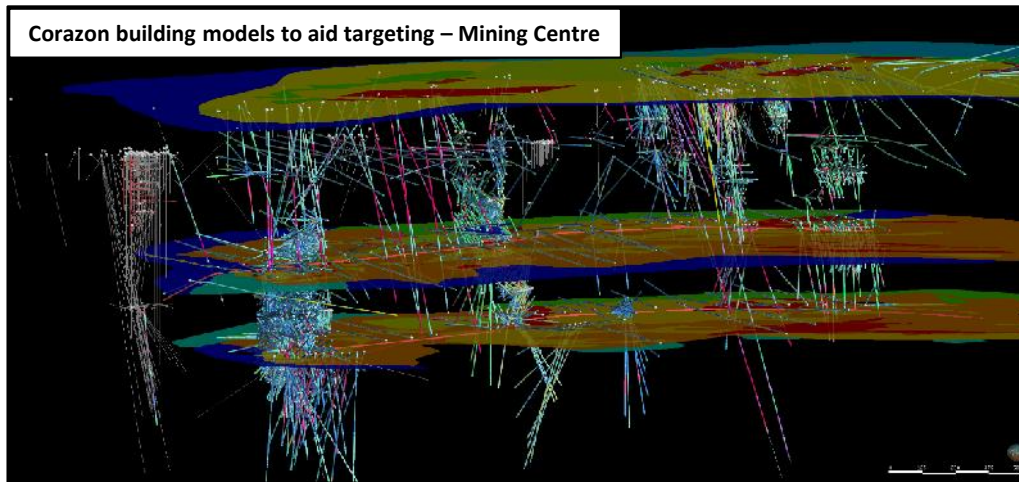 Corazon building models to aid targeting – Mining Centre